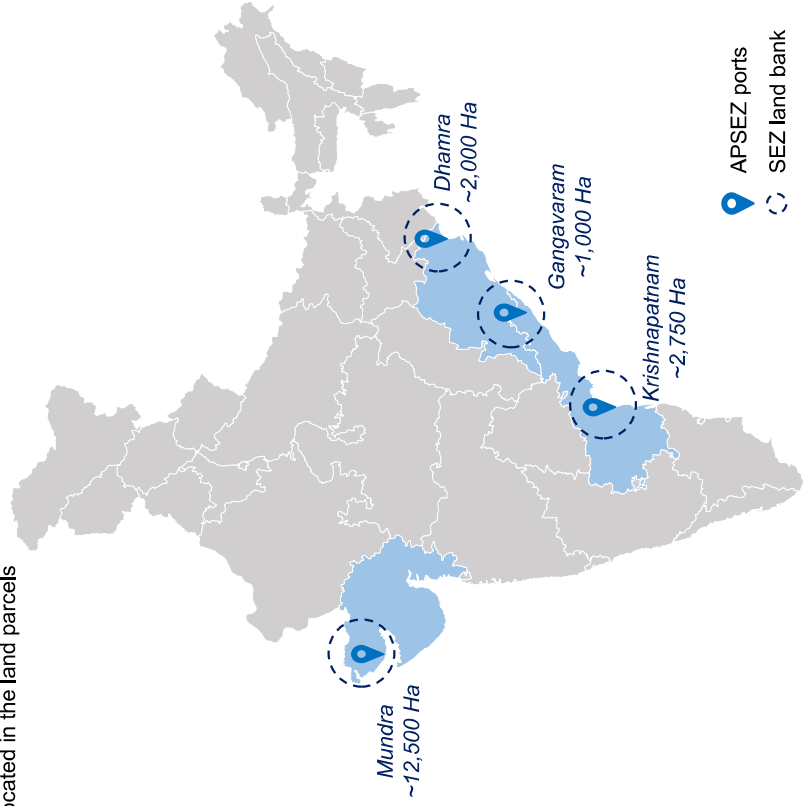 located in the land parcels
Mundra
~12,500 Ha
Dhamra
~2,000 Ha
Gangavaram
~1,000 Ha
Krishnapatnam
~2,750 Ha
APSEZ ports
SEZ land bank